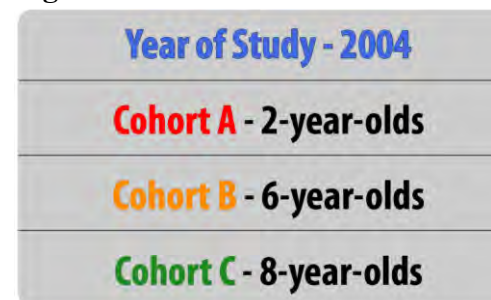 Year of Study - 2004
Cohort A - 2-year-olds
Cohort B - 6-year-olds
Cohort C - 8-year-olds